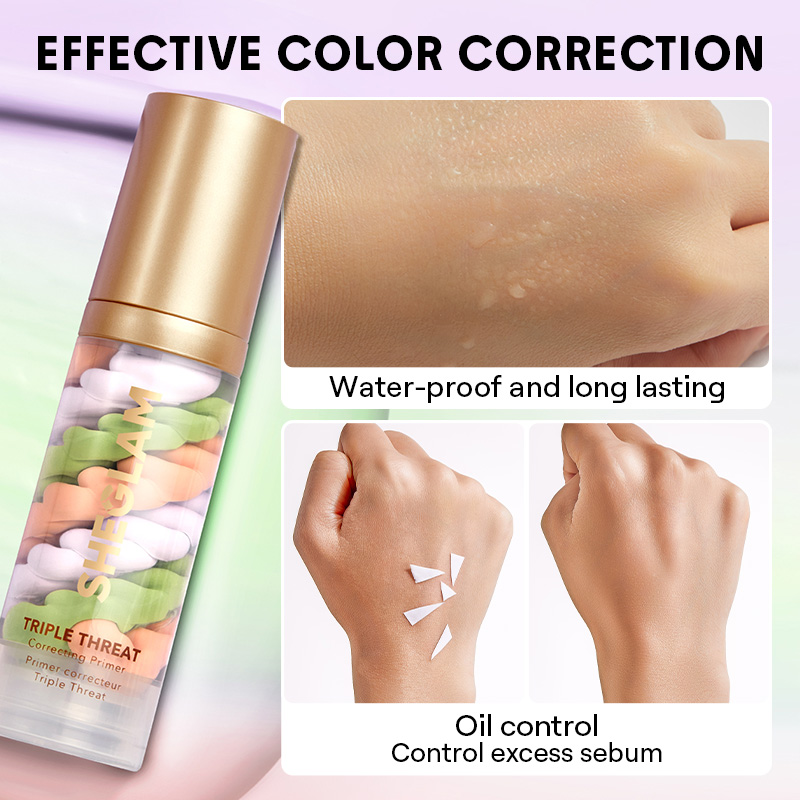 EFFECTIVE COLOR CORRECTION
SHEGLAM
TRIPLE THREAT
Correcting Primer
Primer correcteur
Triple Threat
Water-proof and long lasting
Oil control
Control excess sebum